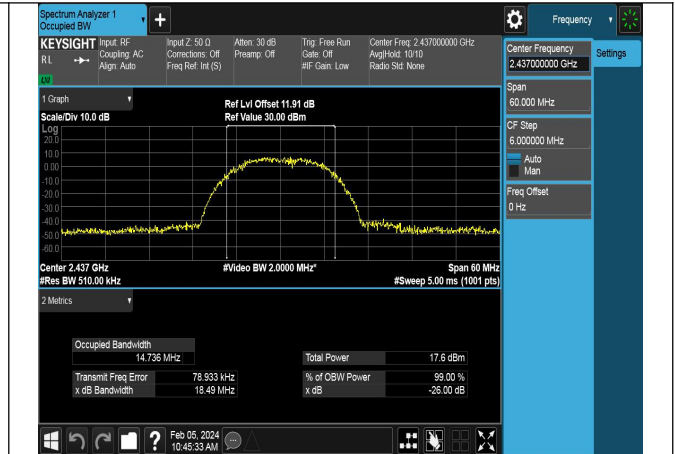 Spectrum Analyzer 1
Occupied BW
Frequency
KEYSIGHT
R L
LXI
Input: RF
Coupling: AC
Align: Auto
Input Z: 50 Ω
Corrections: Off
Freq Ref: Int (S)
Atten: 30 dB
Preamp: Off
Trig: Free Run
Gate: Off
#IF Gain: Low
Center Freq: 2.437000000 GHz
Avg|Hold: 10/10
Radio Std: None
Center Frequency
2.437000000 GHz
Settings
Span
60.000 MHz
CF Step
6.000000 MHz
Auto
Man
Freq Offset
0 Hz
1 Graph
Scale/Div 10.0 dB
Ref Lvl Offset 11.91 dB
Ref Value 30.00 dBm
Log
20.0
10.0
0.00
-10.0
-20.0
-30.0
-40.0
-50.0
-60.0
Center 2.437 GHz
#Video BW 2.0000 MHz*
Span 60 MHz
#Res BW 510.00 kHz
#Sweep 5.00 ms (1001 pts)
2 Metrics
Occupied Bandwidth
14.736 MHz
Total Power 17.6 dBm
Transmit Freq Error 78.933 kHz
% of OBW Power 99.00 %
x dB Bandwidth 18.49 MHz
x dB -26.00 dB
?
Feb 05, 2024
10:45:33 AM